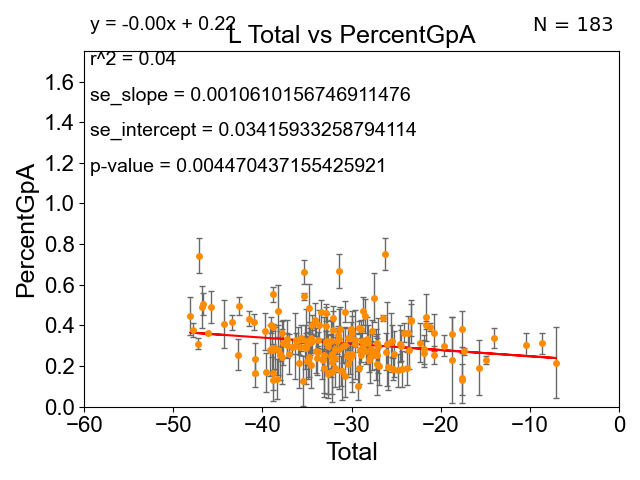 y = -0.00x + 0.22
L Total vs PercentGpA
N = 183
r^2 = 0.04
se_slope = 0.0010610156746911476
se_intercept = 0.03415933258794114
p-value = 0.004470437155425921
PercentGpA
1.6
1.4
1.2
1.0
0.8
0.6
0.4
0.2
0.0
−60 −50 −40 −30 −20 −10 0
Total